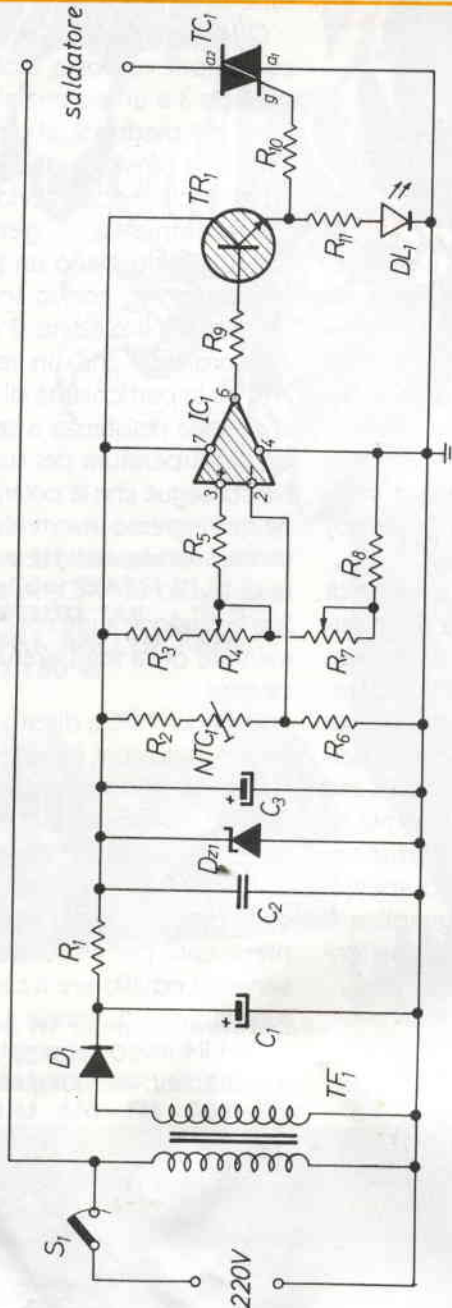 S1
220V
TF1
D1
C1
R1
C2
DZ1
+
C3
R2
NTC1
R6
R3
R4
R7
R5
R8
3
2
7
4
6
IC1
R9
TR1
R10
R11
DL1
saldatore
a2
TC1
a1
g